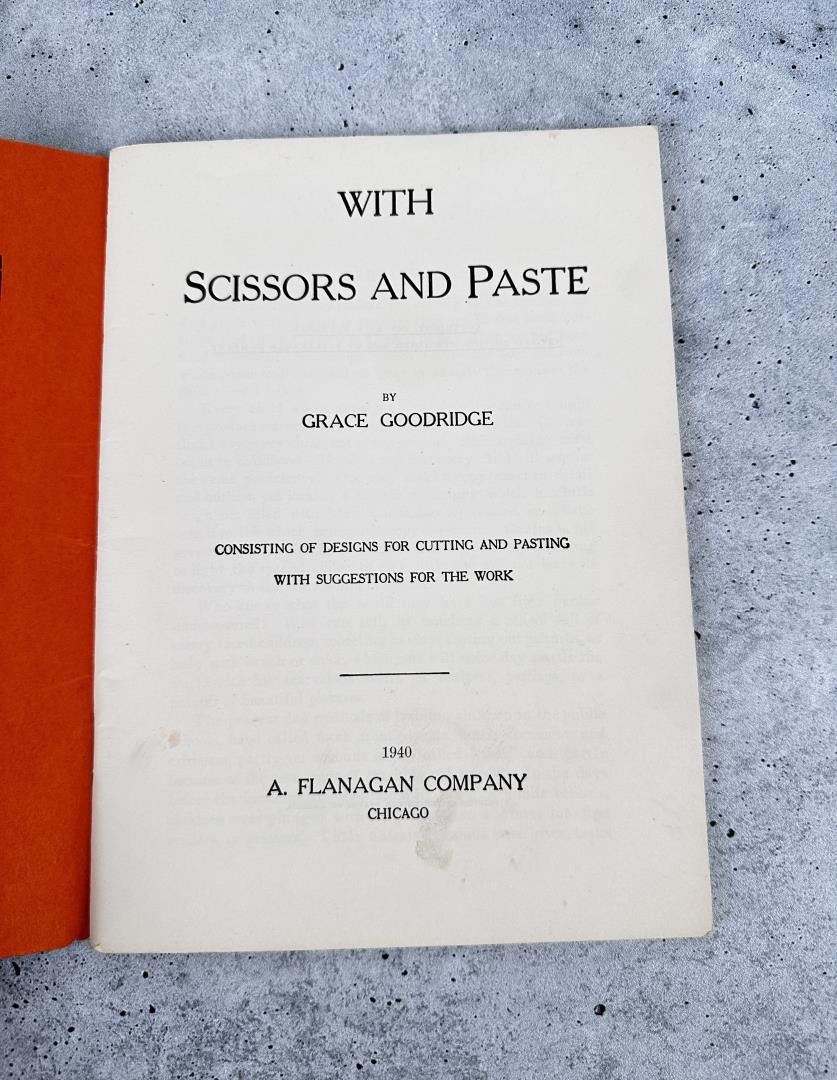 WITH
SCISSORS AND PASTE
BY
GRACE GOODRIDGE
CONSISTING OF DESIGNS FOR CUTTING AND PASTING
WITH SUGGESTIONS FOR THE WORK
1940
A. FLANAGAN COMPANY
CHICAGO